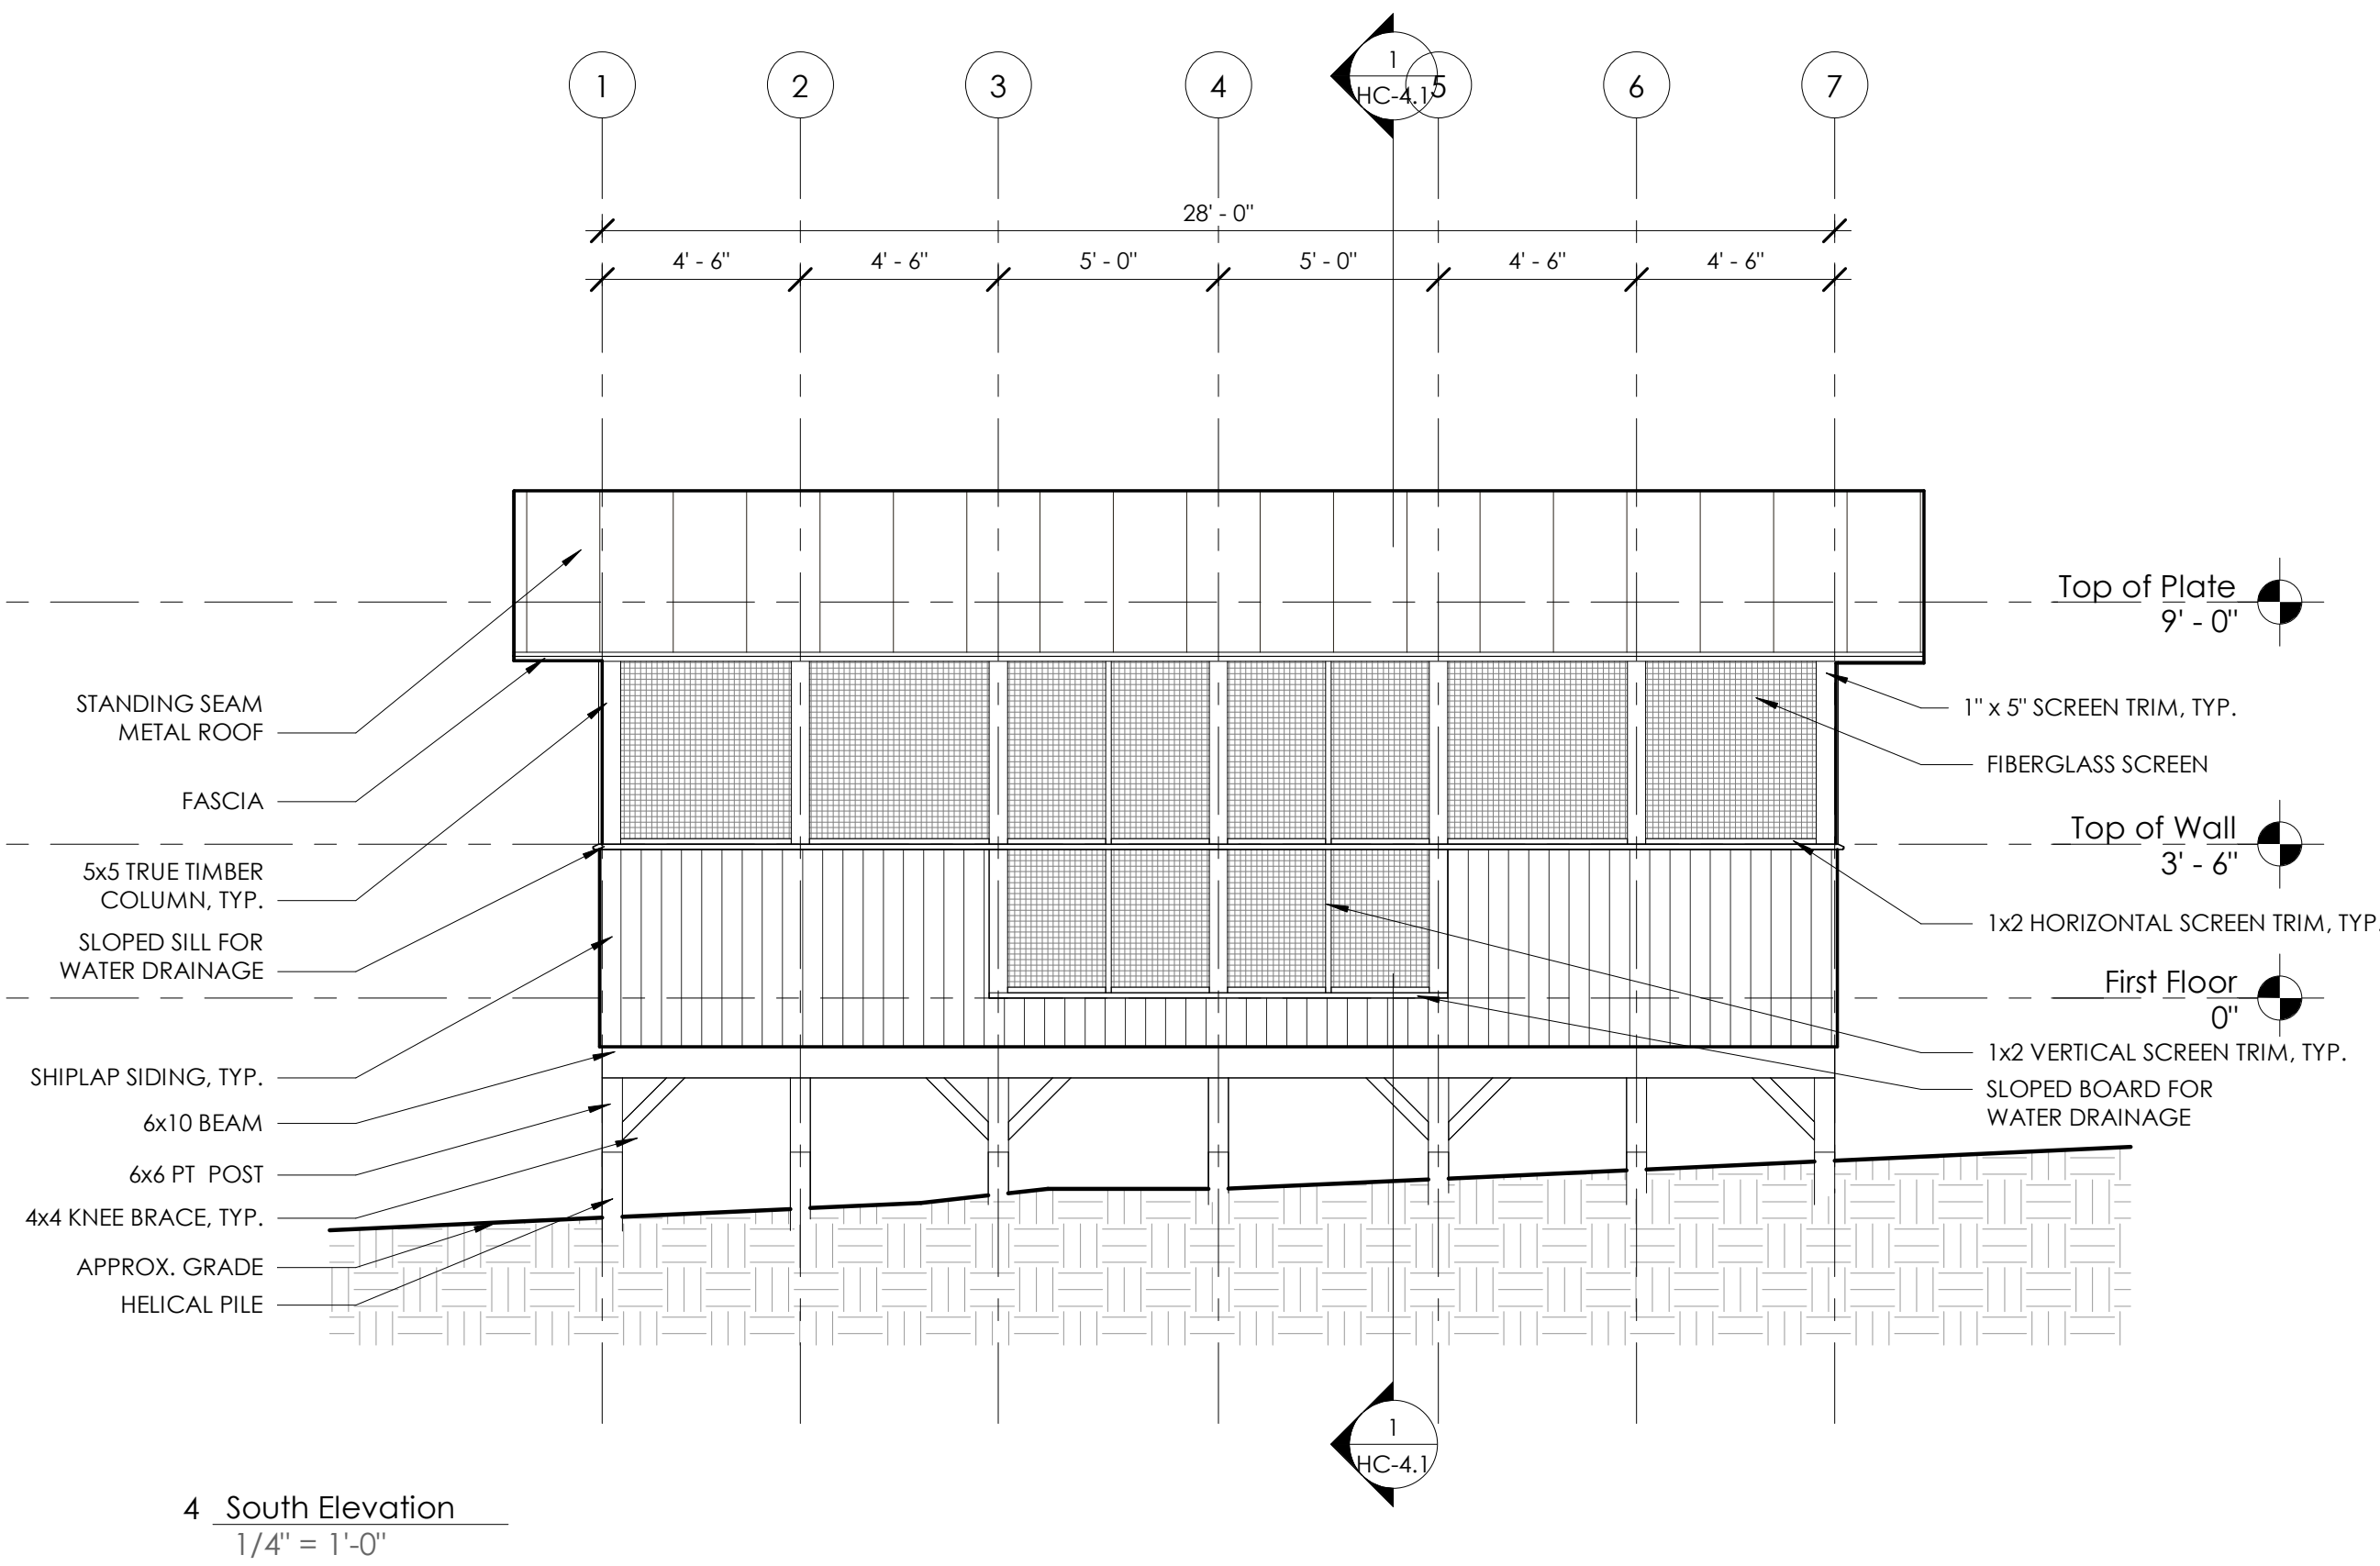 1
HC-4.1
1
2
3
4
5
6
7
28' - 0"
4' - 6"
4' - 6"
5' - 0"
5' - 0"
4' - 6"
4' - 6"
STANDING SEAM
METAL ROOF
FASCIA
5x5 TRUE TIMBER
COLUMN, TYP.
SLOPED SILL FOR
WATER DRAINAGE
SHIPLAP SIDING, TYP.
6x10 BEAM
6x6 PT POST
4x4 KNEE BRACE, TYP.
APPROX. GRADE
HELICAL PILE
Top of Plate
9' - 0"
1" x 5" SCREEN TRIM, TYP.
FIBERGLASS SCREEN
Top of Wall
3' - 6"
1x2 HORIZONTAL SCREEN TRIM, TYP.
First Floor
0"
1x2 VERTICAL SCREEN TRIM, TYP.
SLOPED BOARD FOR
WATER DRAINAGE
1
HC-4.1
4 South Elevation
1/4" = 1'-0"